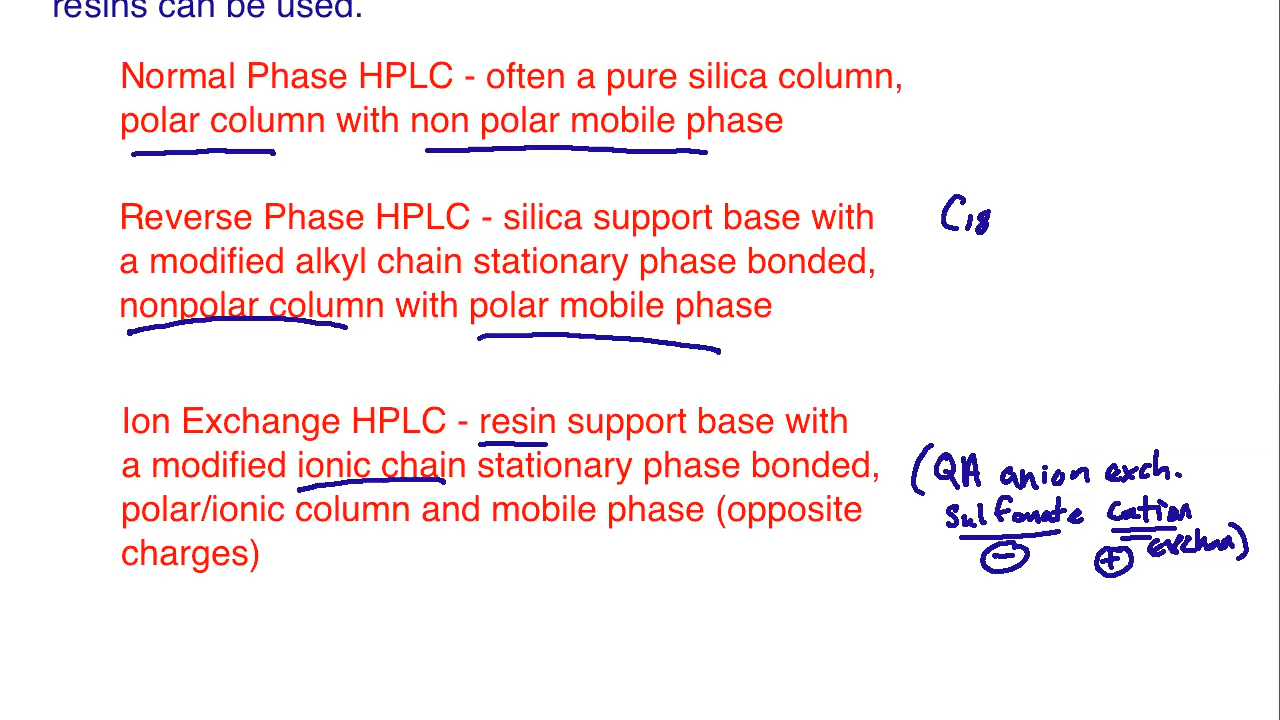 resins can be used.
Normal Phase HPLC - often a pure silica column,
polar column with non polar mobile phase
Reverse Phase HPLC - silica support base with
C18
a modified alkyl chain stationary phase bonded,
nonpolar column with polar mobile phase
Ion Exchange HPLC - resin support base with
a modified ionic chain stationary phase bonded,
(QA anion exch.
polar/ionic column and mobile phase (opposite
sulfonate cation
charges)
- +